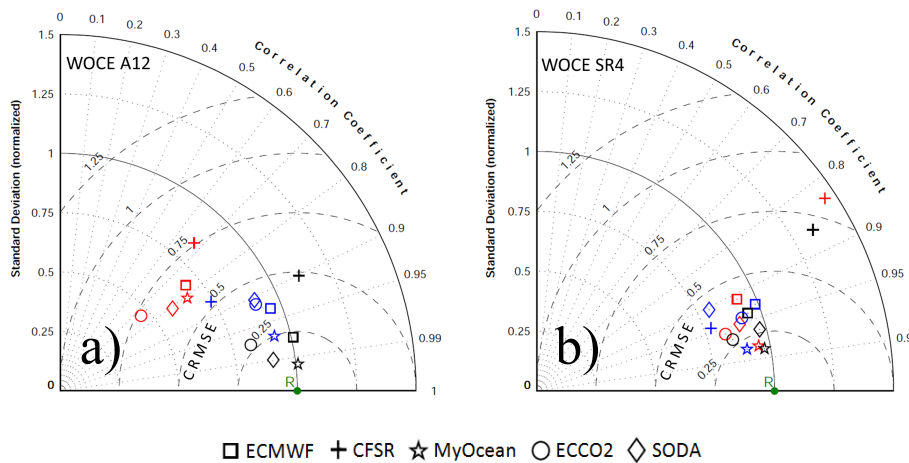 0 0.1 0.2 0.3 0.4 0.5 0.6 0.7 0.8 0.9 0.95 0.99 1
Correlation Coefficient
WOCE A12
Standard Deviation (normalized)
1.5
1.25
1
0.75
0.5
0.25
0
1.25
1
0.75
0.5
0.25
CRMSE
R
a)
0 0.1 0.2 0.3 0.4 0.5 0.6 0.7 0.8 0.9 0.95
Correlation Coefficient
WOCE SR4
Standard Deviation (normalized)
1.5
1.25
1
0.75
0.5
0.25
0
1.25
1
0.75
0.5
0.25
CRMSE
R
b)
ECMWF CFSR MyOcean ECCO2 SODA